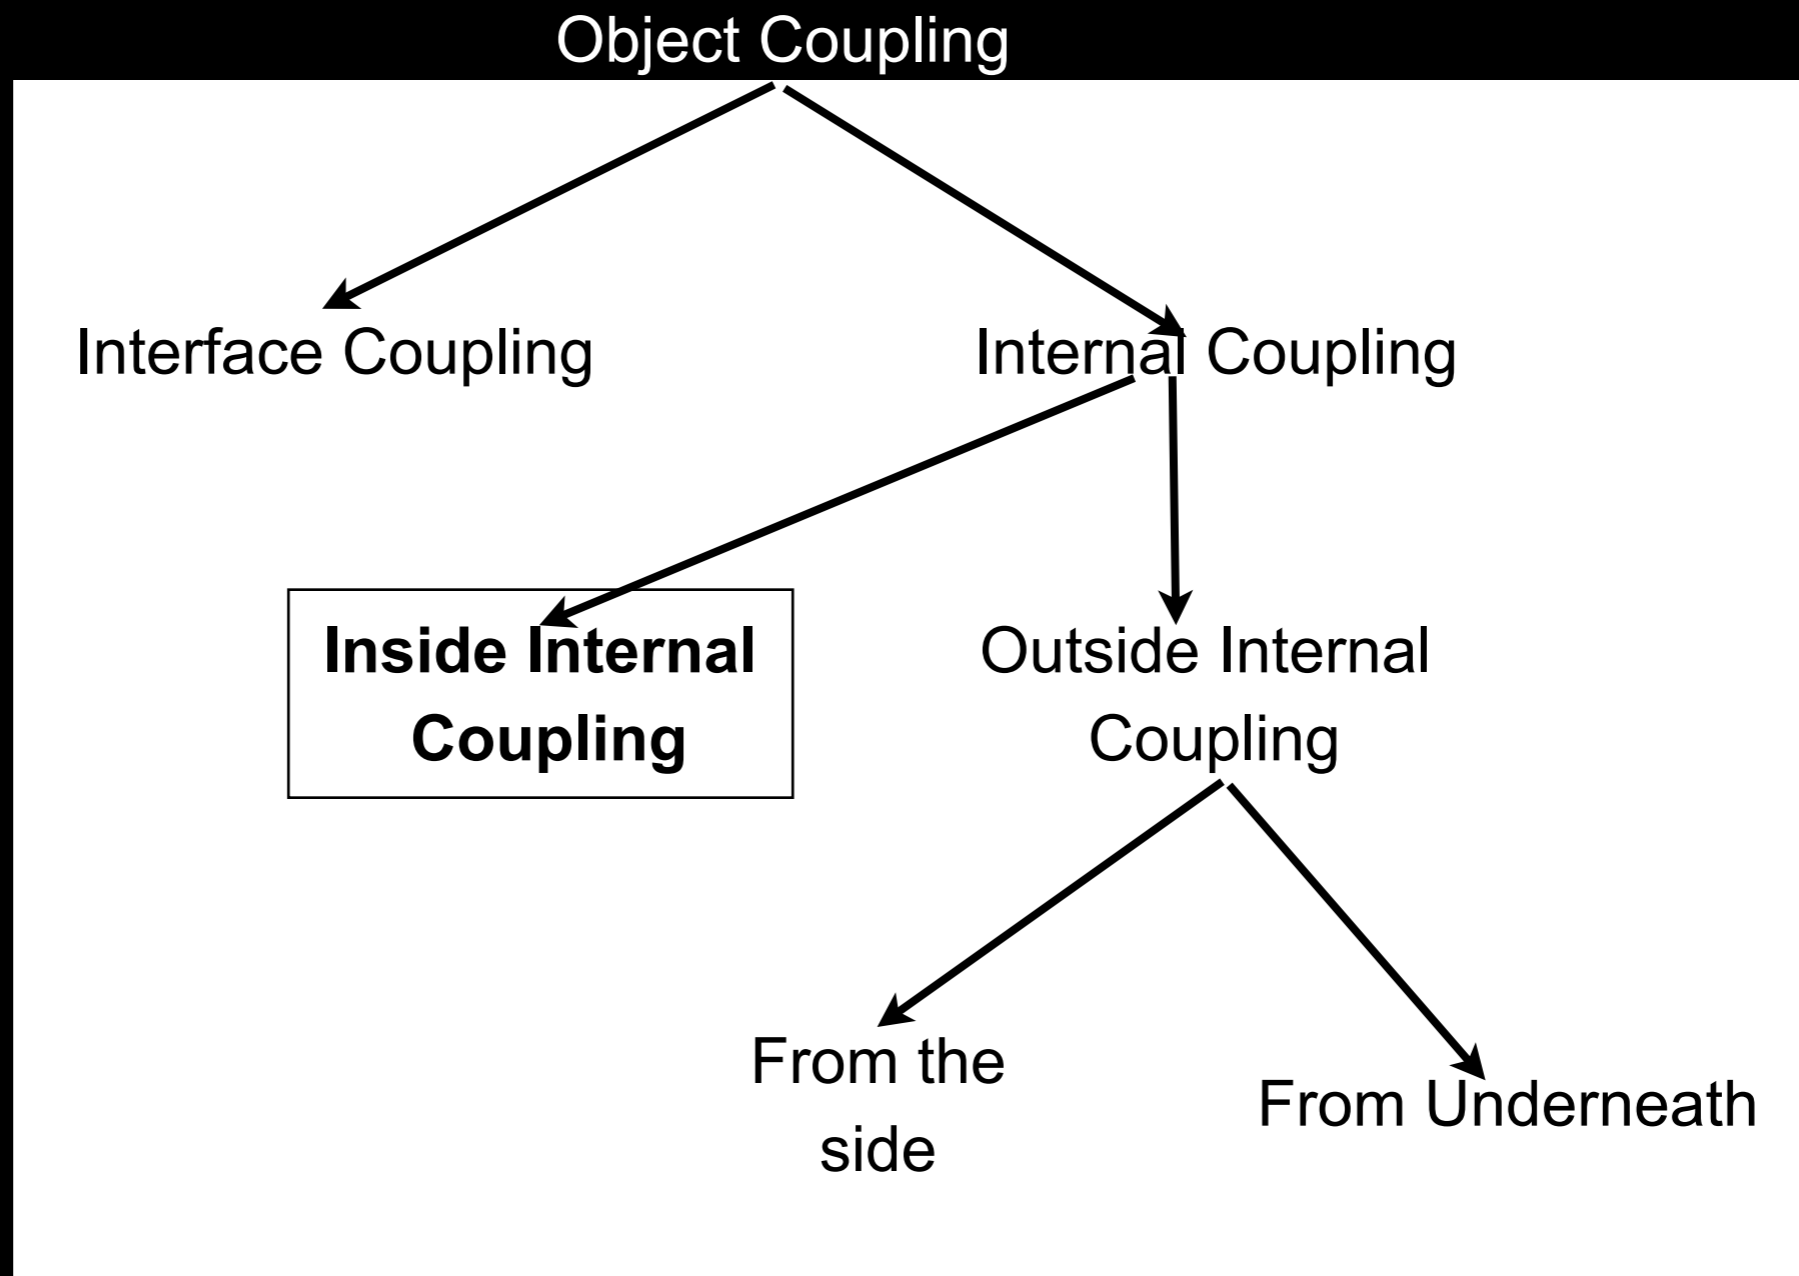 Object Coupling
Interface Coupling
Internal Coupling
Inside Internal
Coupling
Outside Internal
Coupling
From the
side
From Underneath